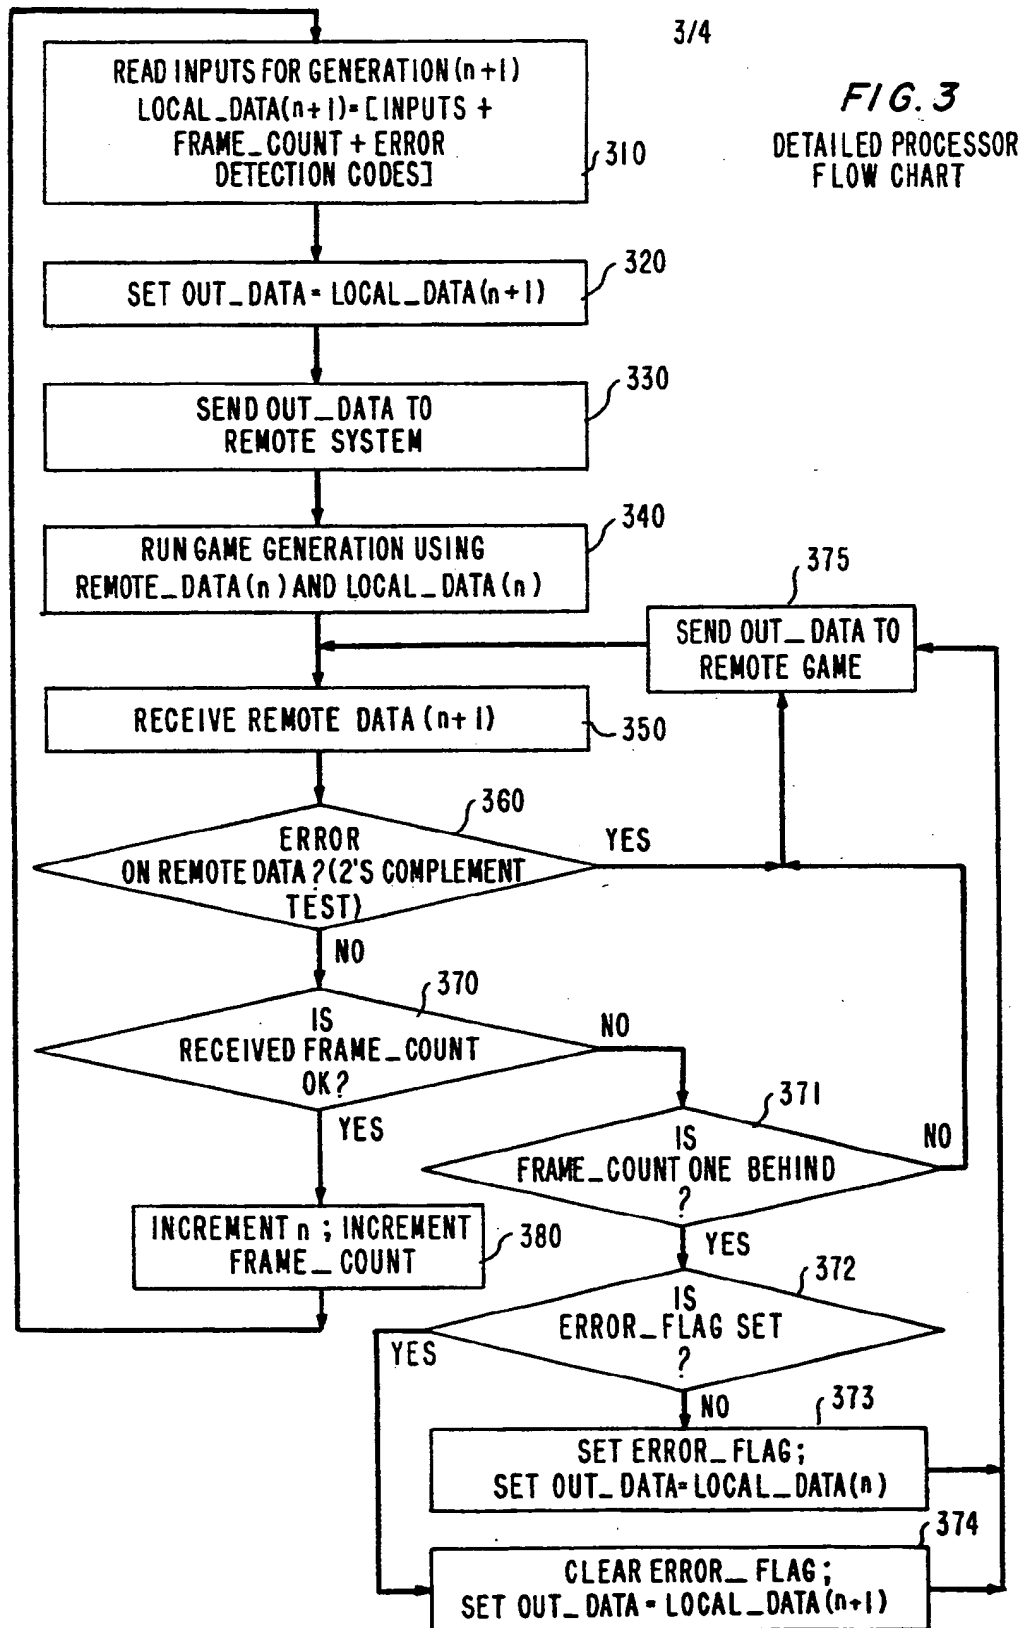 3/4
FIG. 3
DETAILED PROCESSOR
FLOW CHART
READ INPUTS FOR GENERATION (n+1)
LOCAL_DATA(n+1)= [INPUTS +
FRAME_COUNT + ERROR
DETECTION CODES]
310
SET OUT_DATA= LOCAL_DATA(n+1)
320
SEND OUT_DATA TO
REMOTE SYSTEM
330
RUN GAME GENERATION USING
REMOTE_DATA(n) AND LOCAL_DATA(n)
340
SEND OUT_DATA TO
REMOTE GAME
375
RECEIVE REMOTE DATA (n+1)
350
ERROR
ON REMOTE DATA ? (2'S COMPLEMENT
TEST)
360
YES
NO
IS
RECEIVED FRAME_COUNT
OK?
370
NO
YES
IS
FRAME_COUNT ONE BEHIND
?
371
NO
YES
INCREMENT n ; INCREMENT
FRAME_COUNT
380
IS
ERROR_FLAG SET
?
372
YES
NO
SET ERROR_FLAG;
SET OUT_DATA=LOCAL_DATA(n)
373
CLEAR ERROR_FLAG;
SET OUT_DATA = LOCAL_DATA(n+1)
374